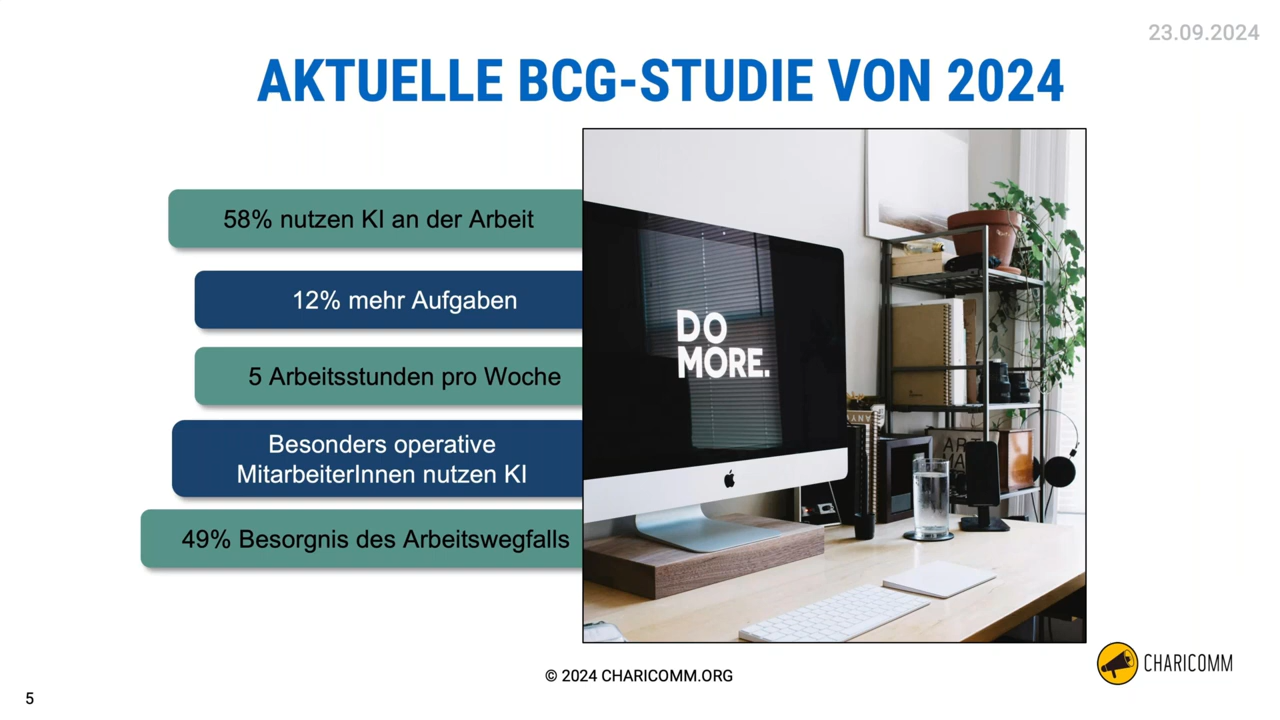 23.09.2024
AKTUELLE BCG-STUDIE VON 2024
58% nutzen KI an der Arbeit
12% mehr Aufgaben
5 Arbeitsstunden pro Woche
Besonders operative
MitarbeiterInnen nutzen KI
49% Besorgnis des Arbeitswegfalls
DO
MORE.
© 2024 CHARICOMM.ORG
CHARICOMM
5